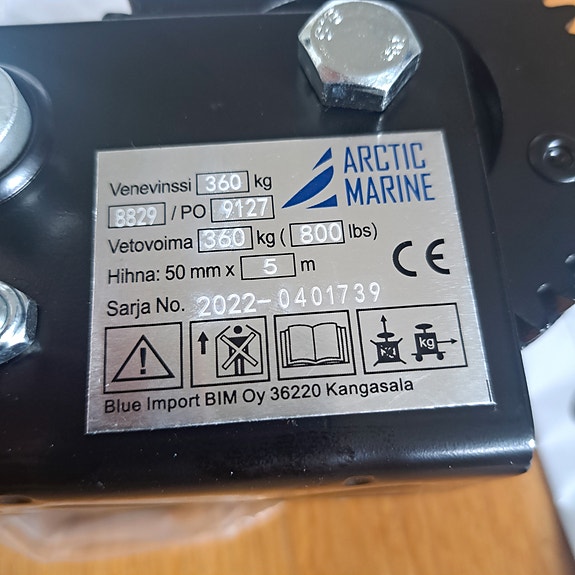 ARCTIC
MARINE
Venevinssi 360 kg
8829 / PO 9127
Vetovoima 360 kg ( 800 lbs)
Hihna: 50 mm x 5 m
CE
Sarja No. 2022-0401739
kg
kg
Blue Import BIM Oy 36220 Kangasala